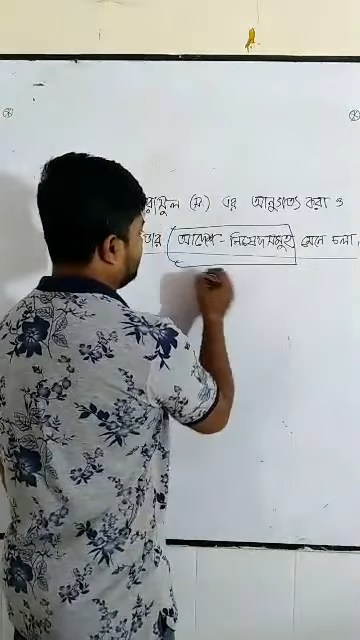 রাসুল (স.) এর আনুগত্য করা ও
তার আদেশ - নিষেধসমুহ মেনে চলা,